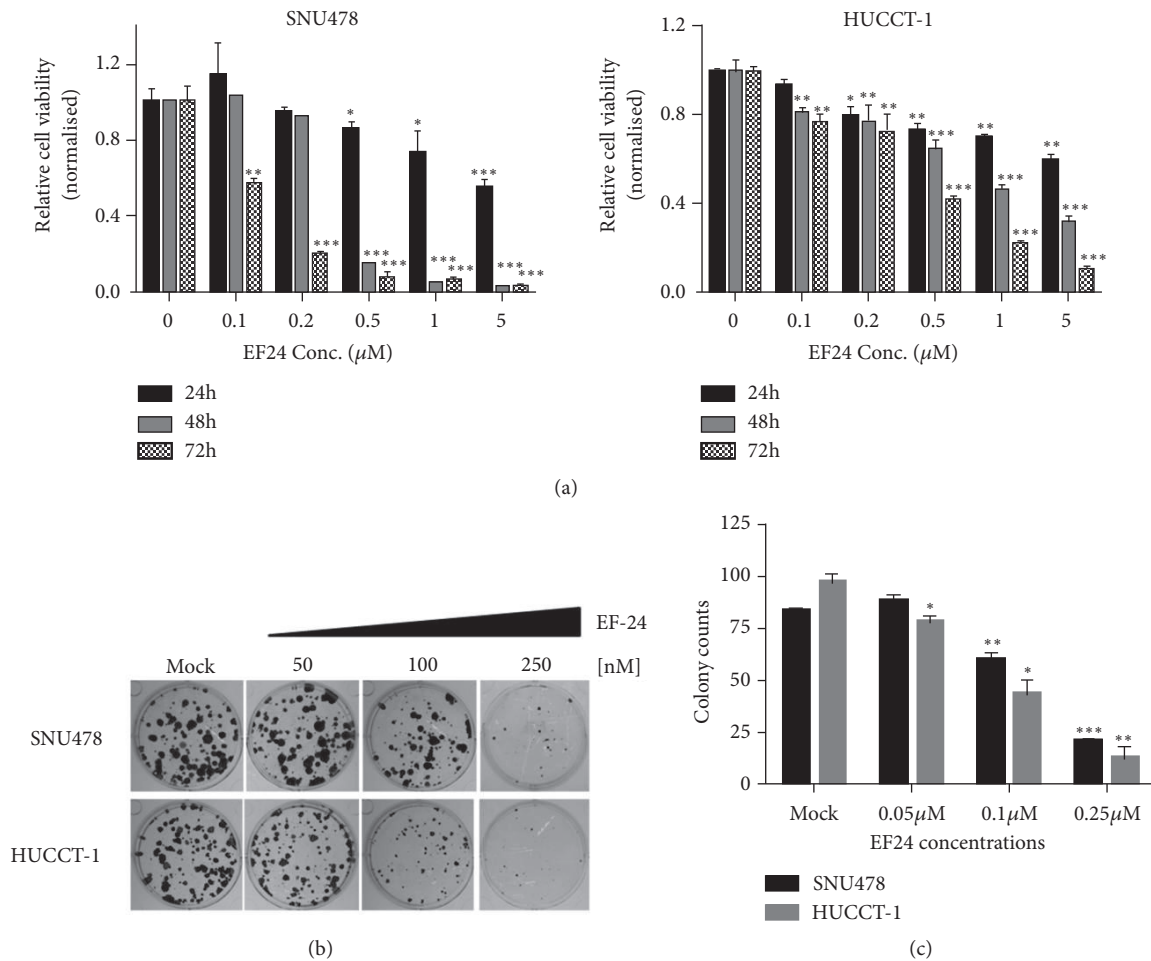 SNU478
Relative cell viability
(normalised)
1.2
0.8
0.4
0.0
**
***
*
***
***
*
***
***
***
***
***
0
0.1
0.2
0.5
1
5
EF24 Conc. (μM)
24h
48h
72h
HUCCT-1
Relative cell viability
(normalised)
1.2
0.8
0.4
0.0
**
**
*
**
**
**
***
***
**
***
***
**
***
***
0
0.1
0.2
0.5
1
5
EF24 Conc. (μM)
24h
48h
72h
(a)
EF-24
Mock
50
100
250
[nM]
SNU478
HUCCT-1
(b)
Colony counts
125
100
75
50
25
0
*
**
*
***
**
Mock
0.05μM
0.1μM
0.25μM
EF24 concentrations
SNU478
HUCCT-1
(c)